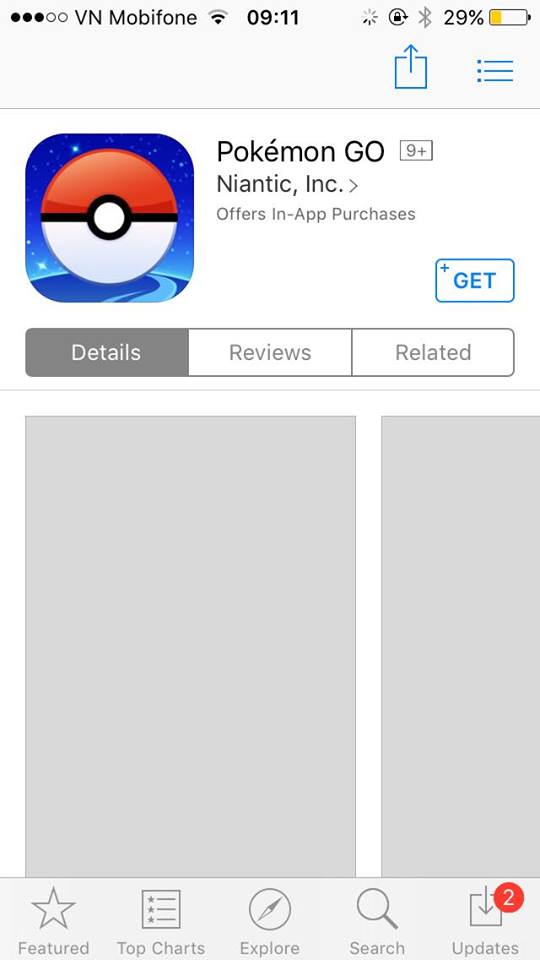 VN Mobifone 09:11 29%
Pokémon GO 9+
Niantic, Inc.
Offers In-App Purchases
+ GET
Details Reviews Related
2
Featured Top Charts Explore Search Updates